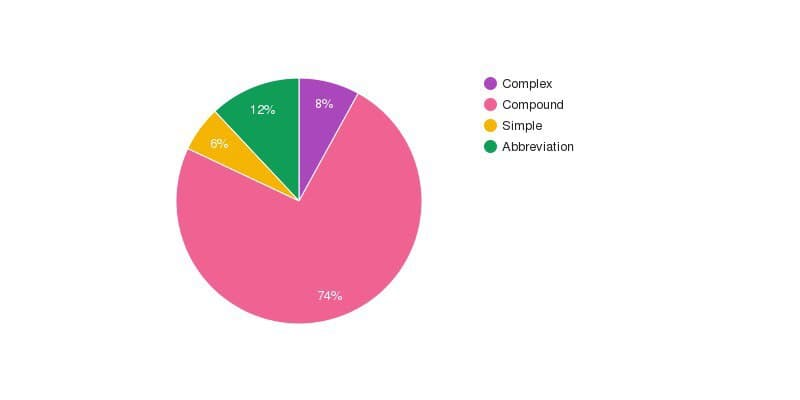 Complex
Compound
Simple
Abbreviation
8%
12%
6%
74%